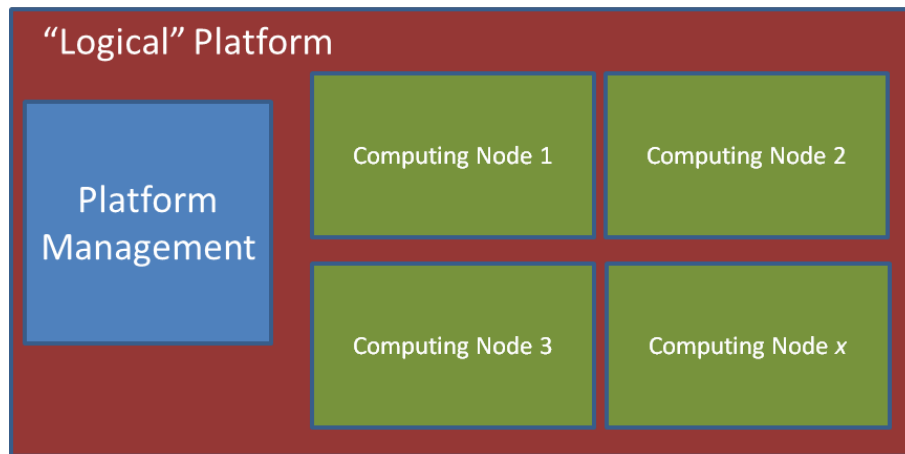 “Logical” Platform
Platform
Management
Computing Node 1
Computing Node 2
Computing Node 3
Computing Node x